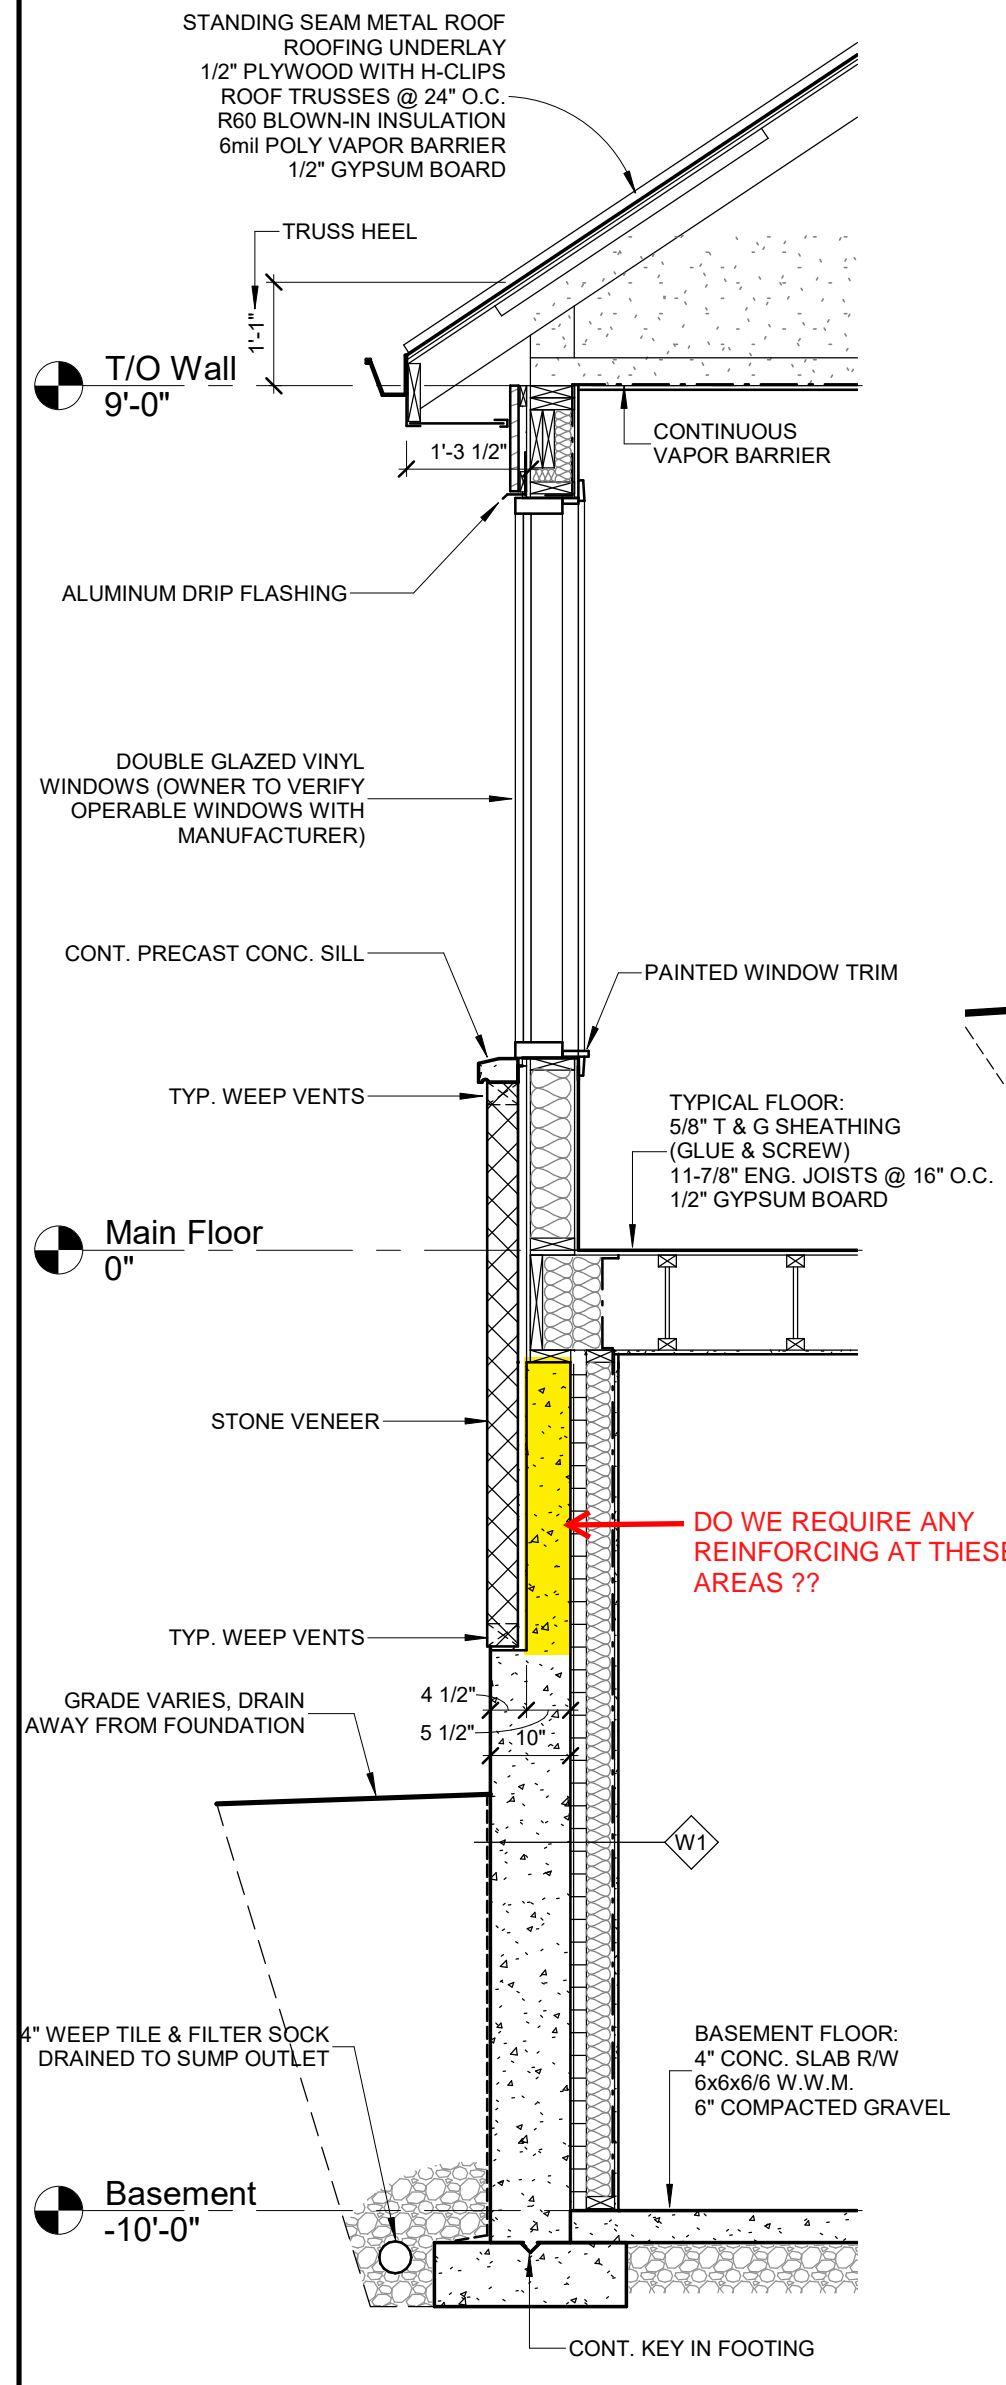 STANDING SEAM METAL ROOF
ROOFING UNDERLAY
1/2" PLYWOOD WITH H-CLIPS
ROOF TRUSSES @ 24" O.C.
R60 BLOWN-IN INSULATION
6mil POLY VAPOR BARRIER
1/2" GYPSUM BOARD
TRUSS HEEL
1'-1"
T/O Wall
9'-0"
1'-3 1/2"
CONTINUOUS
VAPOR BARRIER
ALUMINUM DRIP FLASHING
DOUBLE GLAZED VINYL
WINDOWS (OWNER TO VERIFY
OPERABLE WINDOWS WITH
MANUFACTURER)
CONT. PRECAST CONC. SILL
PAINTED WINDOW TRIM
TYP. WEEP VENTS
TYPICAL FLOOR:
5/8" T & G SHEATHING
(GLUE & SCREW)
11-7/8" ENG. JOISTS @ 16" O.C.
1/2" GYPSUM BOARD
Main Floor
0"
STONE VENEER
DO WE REQUIRE ANY
REINFORCING AT THESE
AREAS ??
TYP. WEEP VENTS
GRADE VARIES, DRAIN
AWAY FROM FOUNDATION
4 1/2"
5 1/2"
10"
W1
4" WEEP TILE & FILTER SOCK
DRAINED TO SUMP OUTLET
BASEMENT FLOOR:
4" CONC. SLAB R/W
6x6x6/6 W.W.M.
6" COMPACTED GRAVEL
Basement
-10'-0"
CONT. KEY IN FOOTING